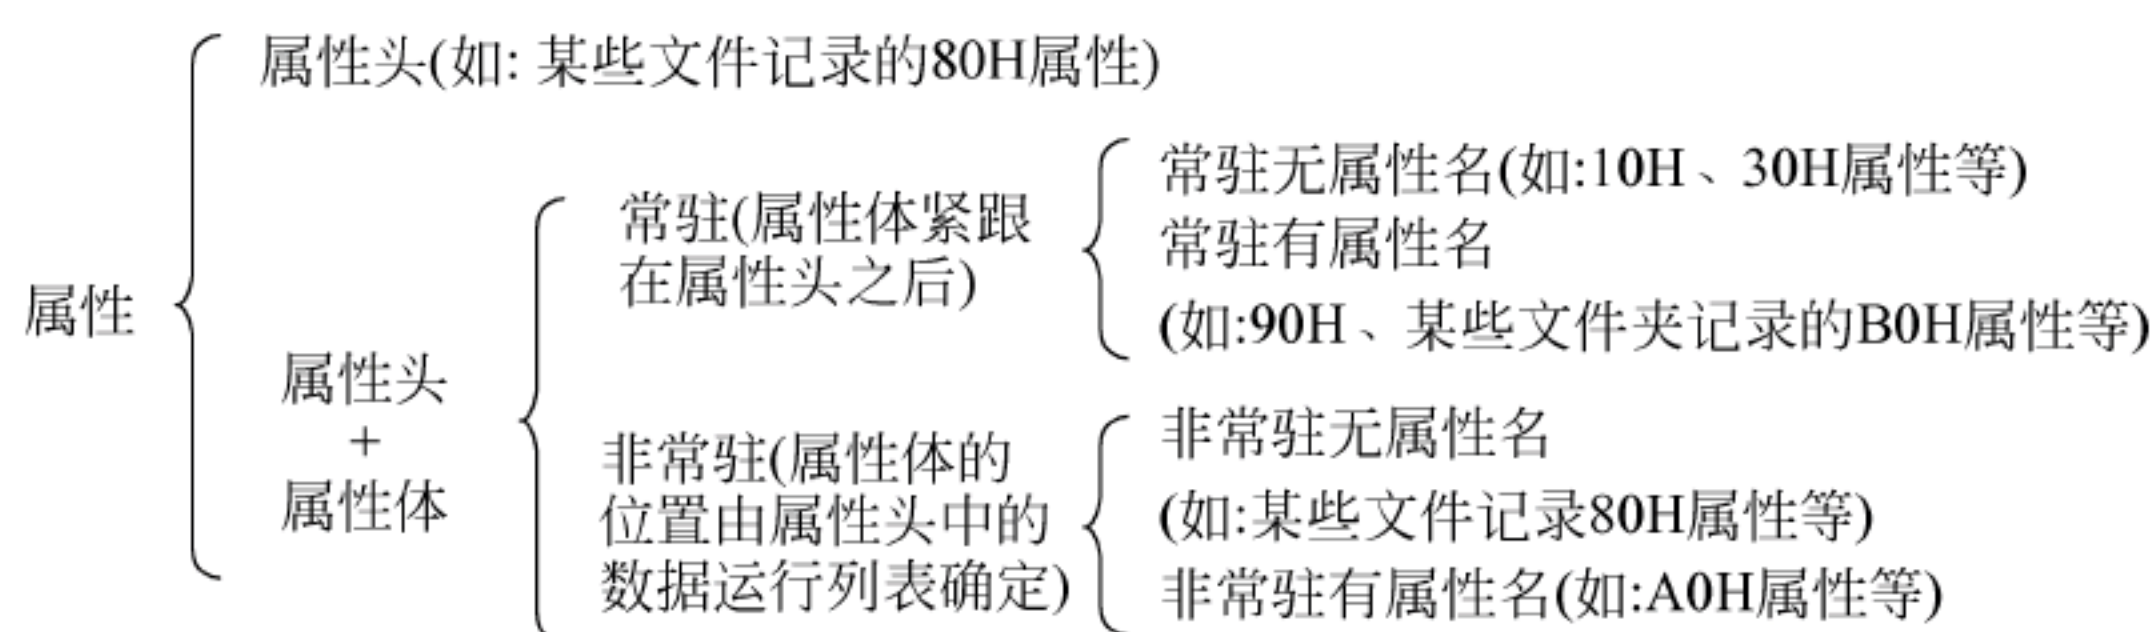 属性头(如: 某些文件记录的80H属性)
常驻无属性名(如:10H、30H属性等)
常驻(属性体紧跟
在属性头之后)
常驻有属性名
(如:90H、某些文件夹记录的B0H属性等)
属性
属性头
+
属性体
非常驻(属性体的
位置由属性头中的
数据运行列表确定)
非常驻无属性名
(如:某些文件记录80H属性等)
非常驻有属性名(如:A0H属性等)